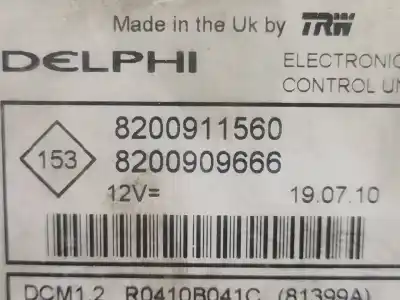 Made in the Uk by TRW
DELPHI ELECTRONIC
CONTROL UN
153
8200911560
8200909666
12V= 19.07.10
DCM1.2 R0410B041C (81399A)